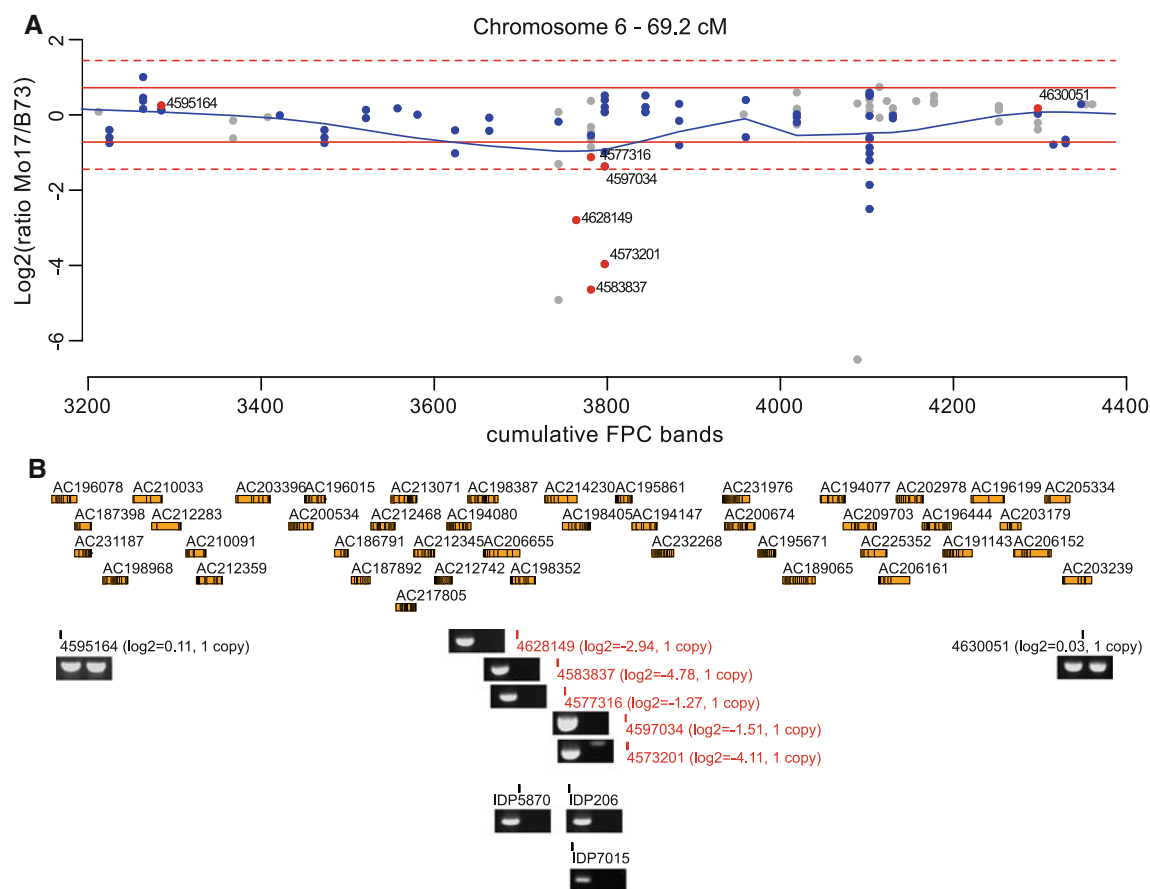 A
Chromosome 6 - 69.2 cM
Log2(ratio Mo17/B73)
2
0
-2
-4
-6
4595164
4630051
4577316
4597034
4628149
4573201
4583837
3200 3400 3600 3800 4000 4200 4400
cumulative FPC bands
B
AC196078 AC210033 AC203396 AC196015 AC213071 AC198387 AC214230 AC195861 AC231976 AC194077 AC202978 AC196199 AC205334
AC187398 AC212283 AC200534 AC212468 AC194080 AC198405 AC194147 AC200674 AC209703 AC196444 AC203179
AC231187 AC210091 AC186791 AC212345 AC206655 AC232268 AC195671 AC225352 AC191143 AC206152
AC198968 AC212359 AC187892 AC212742 AC198352 AC189065 AC206161 AC203239
AC217805
4595164 (log2=0.11, 1 copy) 4628149 (log2=-2.94, 1 copy) 4630051 (log2=0.03, 1 copy)
4583837 (log2=-4.78, 1 copy)
4577316 (log2=-1.27, 1 copy)
4597034 (log2=-1.51, 1 copy)
4573201 (log2=-4.11, 1 copy)
IDP5870 IDP206
IDP7015